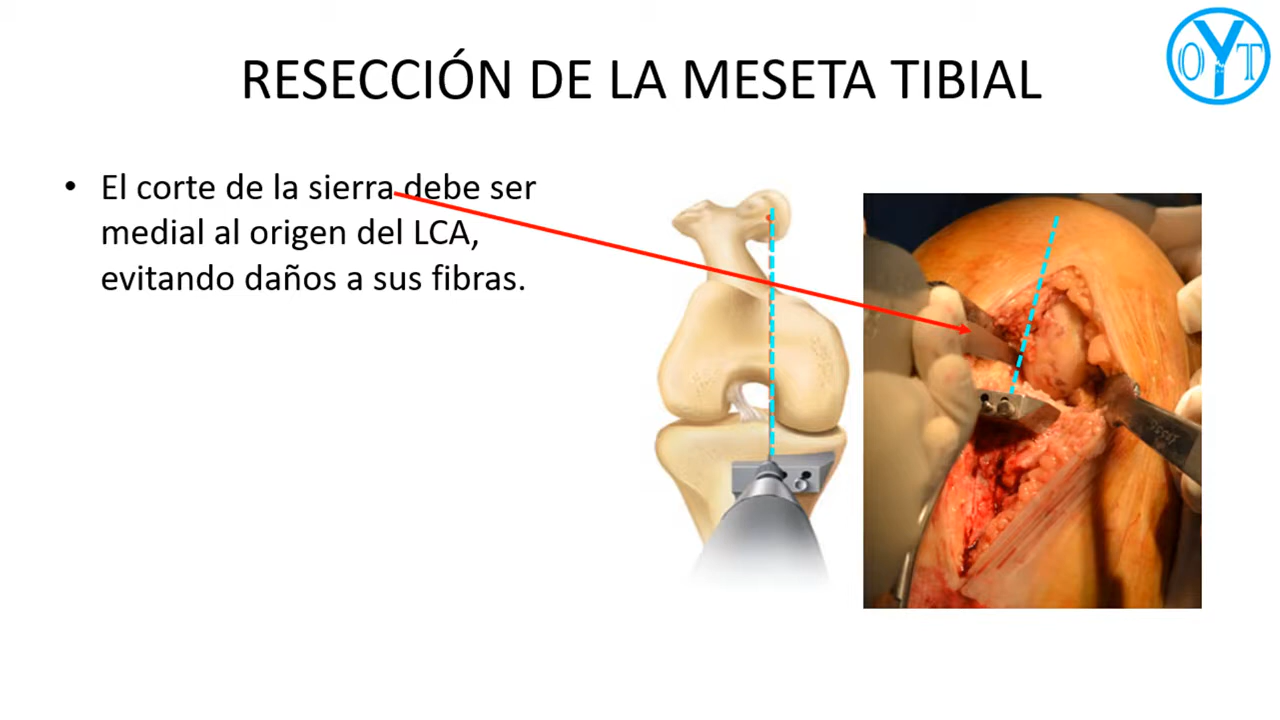 OYT
RESECCIÓN DE LA MESETA TIBIAL
• El corte de la sierra debe ser
medial al origen del LCA,
evitando daños a sus fibras.